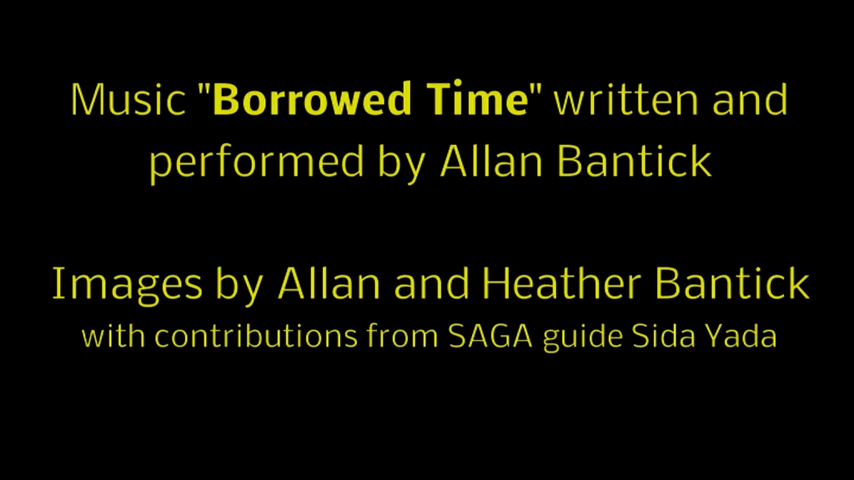 Music "Borrowed Time" written and
performed by Allan Bantick
Images by Allan and Heather Bantick
with contributions from SAGA guide Sida Yada